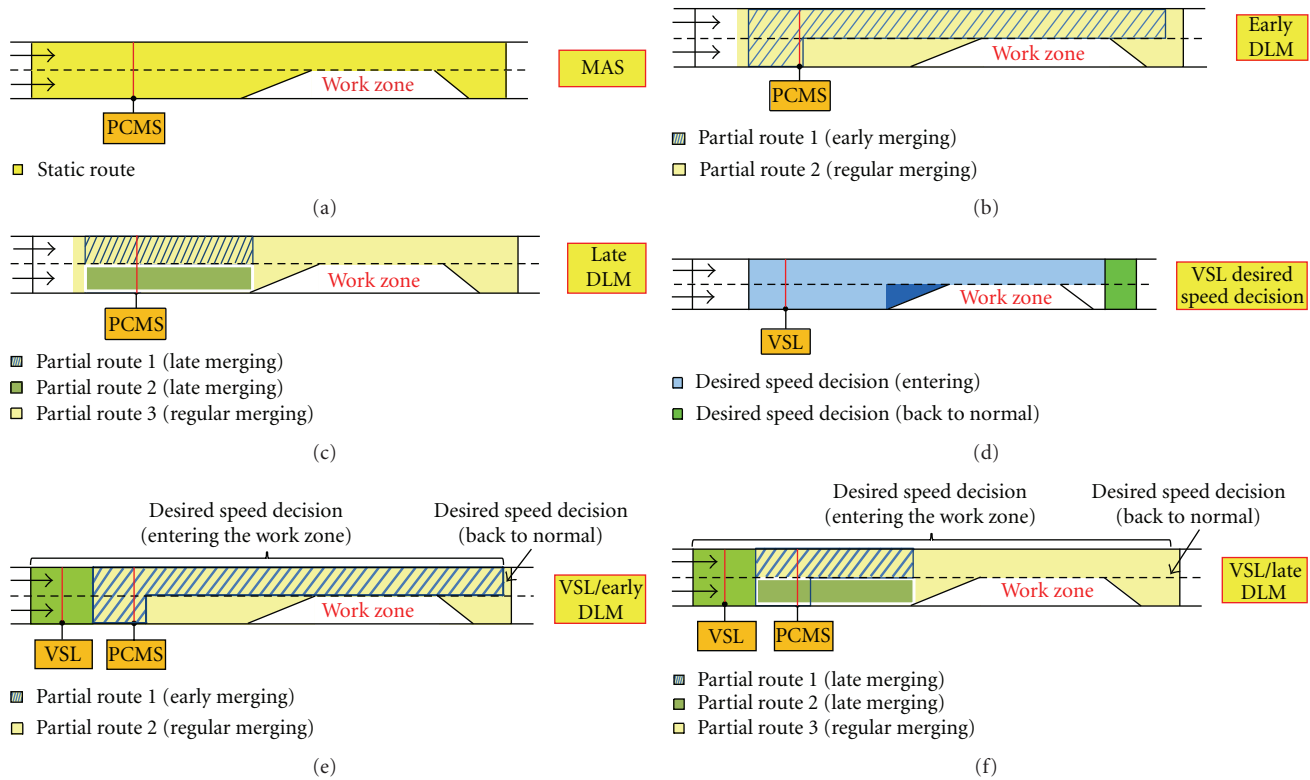 Work zone
MAS
PCMS
Static route
(a)
Early
DLM
Work zone
PCMS
Partial route 1 (early merging)
Partial route 2 (regular merging)
(b)
Late
DLM
Work zone
PCMS
Partial route 1 (late merging)
Partial route 2 (late merging)
Partial route 3 (regular merging)
(c)
VSL desired
speed decision
Work zone
VSL
Desired speed decision (entering)
Desired speed decision (back to normal)
(d)
Desired speed decision
(entering the work zone)
Desired speed decision
(back to normal)
VSL/early
DLM
Work zone
VSL
PCMS
Partial route 1 (early merging)
Partial route 2 (regular merging)
(e)
Desired speed decision
(entering the work zone)
Desired speed decision
(back to normal)
VSL/late
DLM
Work zone
VSL
PCMS
Partial route 1 (late merging)
Partial route 2 (late merging)
Partial route 3 (regular merging)
(f)